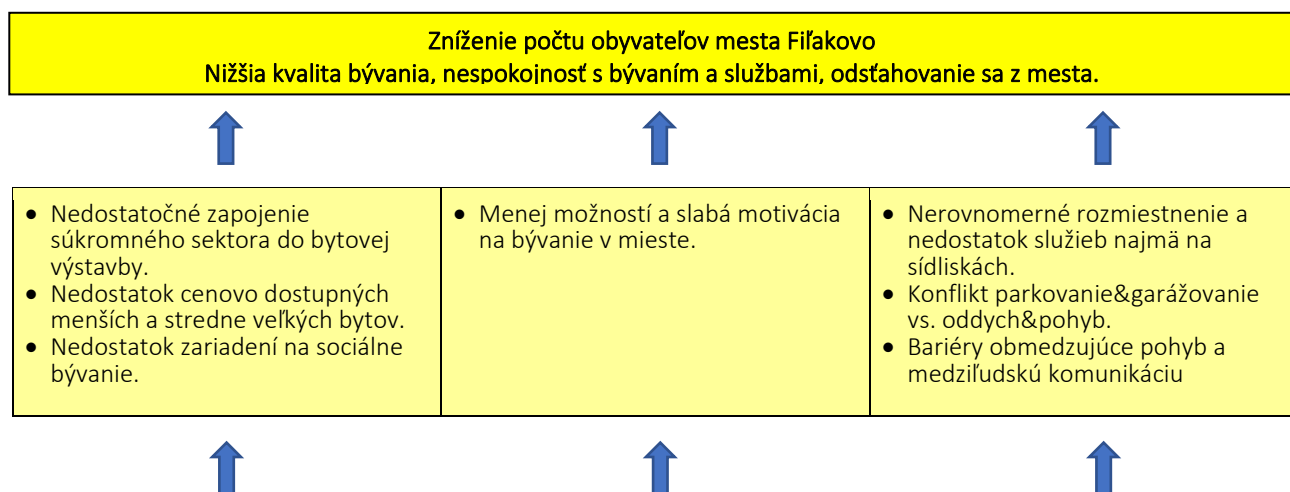 Zníženie počtu obyvateľov mesta Fiľakovo
Nižšia kvalita bývania, nespokojnosť s bývaním a službami, odsťahovanie sa z mesta.
• Nedostatočné zapojenie
súkromného sektora do bytovej
výstavby.
• Nedostatok cenovo dostupných
menších a stredne veľkých bytov.
• Nedostatok zariadení na sociálne
bývanie.
• Menej možností a slabá motivácia
na bývanie v mieste.
• Nerovnomerné rozmiestnenie a
nedostatok služieb najmä na
sídliskách.
• Konflikt parkovanie&garážovanie
vs. oddych&pohyb.
• Bariéry obmedzujúce pohyb a
medziľudskú komunikáciu